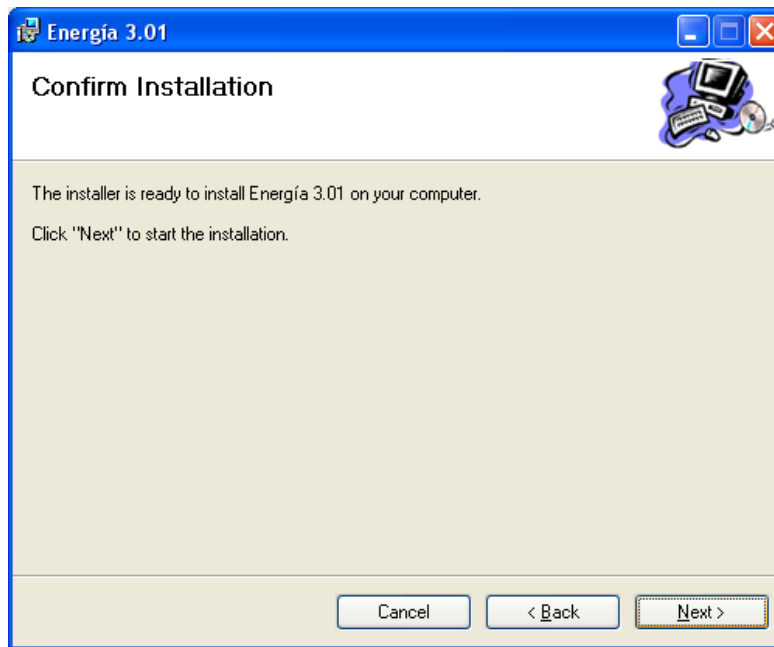 Energía 3.01
Confirm Installation
The installer is ready to install Energía 3.01 on your computer.
Click "Next" to start the installation.
Cancel
< Back
Next >